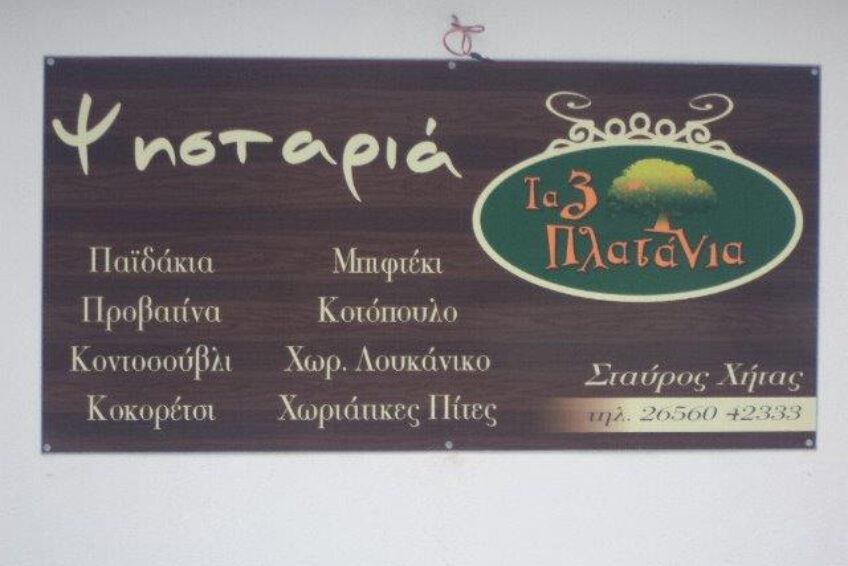 Ψησταριά
Τα 3
Πλατάνια
Παϊδάκια
Προβατίνα
Κοντοσούβλι
Κοκορέτσι
Μπιφτέκι
Κοτόπουλο
Χωρ. Λουκάνικο
Χωριάτικες Πίτες
Σταύρος Χήτας
τηλ. 26560 42333